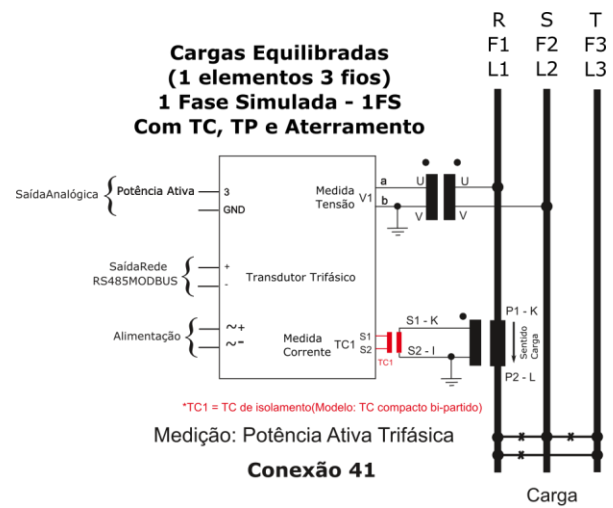 R S T
F1 F2 F3
L1 L2 L3
Cargas Equilibradas
(1 elementos 3 fios)
1 Fase Simulada - 1FS
Com TC, TP e Aterramento
SaídaAnalógica
Potência Ativa
3
GND
Medida
Tensão
V1
a
b
U U
V V
SaídaRede
RS485MODBUS
+
-
Transdutor Trifásico
Alimentação
~+
~-
Medida
Corrente
TC1
S1
S2
TC1
S1 - K
S2 - I
P1 - K
Sentido
Carga
P2 - L
*TC1 = TC de isolamento(Modelo: TC compacto bi-partido)
Medição: Potência Ativa Trifásica
Conexão 41
Carga